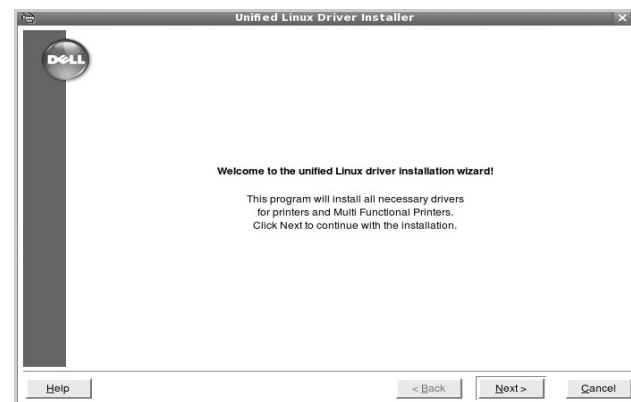 Unified Linux Driver Installer
DELL
Welcome to the unified Linux driver installation wizard!
This program will install all necessary drivers
for printers and Multi Functional Printers.
Click Next to continue with the installation.
Help
< Back
Next >
Cancel